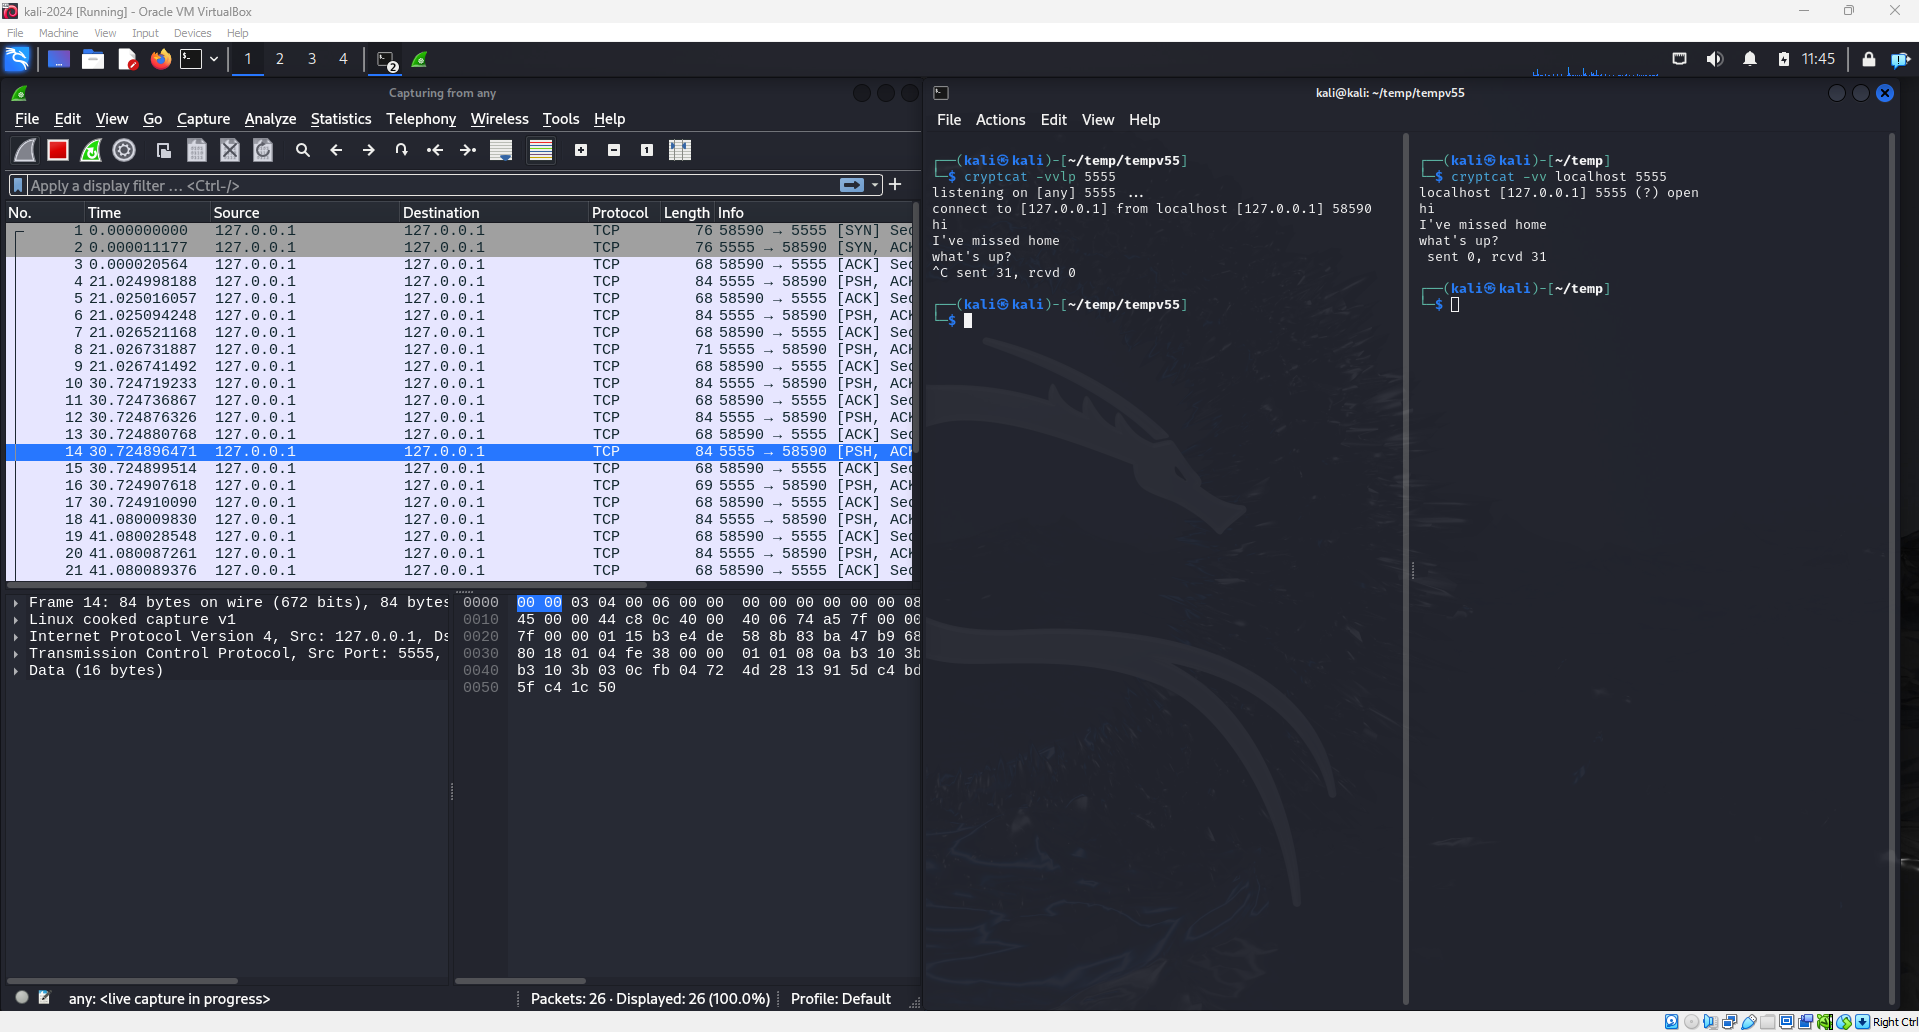 kali-2024 [Running] - Oracle VM VirtualBox
File Machine View Input Devices Help
1 2 3 4
2
11:45
Capturing from any
File Edit View Go Capture Analyze Statistics Telephony Wireless Tools Help
Apply a display filter … <Ctrl-/>
No. Time Source Destination Protocol Length Info
1 0.000000000 127.0.0.1 127.0.0.1 TCP 76 58590 → 5555 [SYN] Sec
2 0.000011177 127.0.0.1 127.0.0.1 TCP 76 5555 → 58590 [SYN, ACK
3 0.000020564 127.0.0.1 127.0.0.1 TCP 68 58590 → 5555 [ACK] Sec
4 21.024998188 127.0.0.1 127.0.0.1 TCP 84 5555 → 58590 [PSH, ACK
5 21.025016057 127.0.0.1 127.0.0.1 TCP 68 58590 → 5555 [ACK] Sec
6 21.025094248 127.0.0.1 127.0.0.1 TCP 84 5555 → 58590 [PSH, ACK
7 21.026521168 127.0.0.1 127.0.0.1 TCP 68 58590 → 5555 [ACK] Sec
8 21.026731887 127.0.0.1 127.0.0.1 TCP 71 5555 → 58590 [PSH, ACK
9 21.026741492 127.0.0.1 127.0.0.1 TCP 68 58590 → 5555 [ACK] Sec
10 30.724719233 127.0.0.1 127.0.0.1 TCP 84 5555 → 58590 [PSH, ACK
11 30.724736867 127.0.0.1 127.0.0.1 TCP 68 58590 → 5555 [ACK] Sec
12 30.724876326 127.0.0.1 127.0.0.1 TCP 84 5555 → 58590 [PSH, ACK
13 30.724880768 127.0.0.1 127.0.0.1 TCP 68 58590 → 5555 [ACK] Sec
14 30.724896471 127.0.0.1 127.0.0.1 TCP 84 5555 → 58590 [PSH, ACK
15 30.724899514 127.0.0.1 127.0.0.1 TCP 68 58590 → 5555 [ACK] Sec
16 30.724907618 127.0.0.1 127.0.0.1 TCP 69 5555 → 58590 [PSH, ACK
17 30.724910090 127.0.0.1 127.0.0.1 TCP 68 58590 → 5555 [ACK] Sec
18 41.080009830 127.0.0.1 127.0.0.1 TCP 84 5555 → 58590 [PSH, ACK
19 41.080028548 127.0.0.1 127.0.0.1 TCP 68 58590 → 5555 [ACK] Sec
20 41.080087261 127.0.0.1 127.0.0.1 TCP 84 5555 → 58590 [PSH, ACK
21 41.080089376 127.0.0.1 127.0.0.1 TCP 68 58590 → 5555 [ACK] Sec
Frame 14: 84 bytes on wire (672 bits), 84 bytes
Linux cooked capture v1
Internet Protocol Version 4, Src: 127.0.0.1, Ds
Transmission Control Protocol, Src Port: 5555,
Data (16 bytes)
0000 00 00 03 04 00 06 00 00 00 00 00 00 00 00 08
0010 45 00 00 44 c8 0c 40 00 40 06 74 a5 7f 00 00
0020 7f 00 00 01 15 b3 e4 de 58 8b 83 ba 47 b9 68
0030 80 18 01 04 fe 38 00 00 01 01 08 0a b3 10 3b
0040 b3 10 3b 03 0c fb 04 72 4d 28 13 91 5d c4 bd
0050 5f c4 1c 50
any: <live capture in progress>
Packets: 26 · Displayed: 26 (100.0%)
Profile: Default
kali@kali: ~/temp/tempv55
File Actions Edit View Help
┌──(kali㉿kali)-[~/temp/tempv55]
└─$ cryptcat -vvlp 5555
listening on [any] 5555 ...
connect to [127.0.0.1] from localhost [127.0.0.1] 58590
hi
I've missed home
what's up?
^C sent 31, rcvd 0
┌──(kali㉿kali)-[~/temp/tempv55]
└─$
┌──(kali㉿kali)-[~/temp]
└─$ cryptcat -vv localhost 5555
localhost [127.0.0.1] 5555 (?) open
hi
I've missed home
what's up?
sent 0, rcvd 31
┌──(kali㉿kali)-[~/temp]
└─$
Right Ctrl